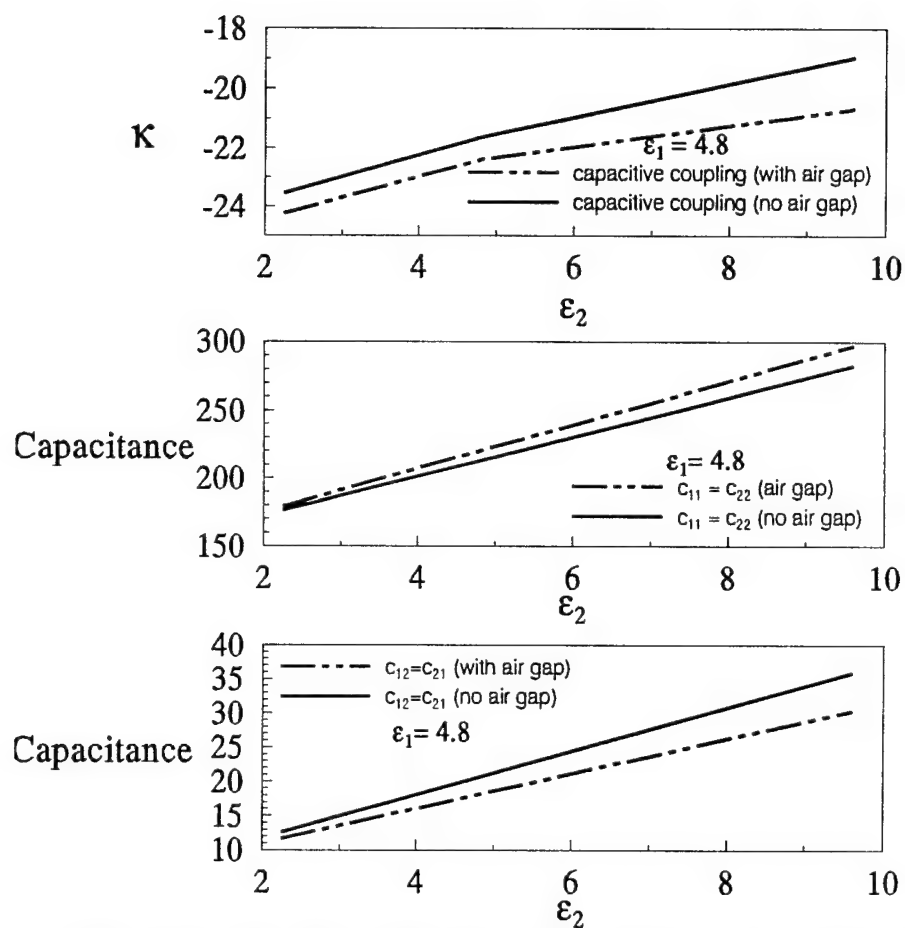 -18
-20
-22
-24
κ
ε₁ = 4.8
capacitive coupling (with air gap)
capacitive coupling (no air gap)
2 4 6 8 10
ε₂
300
250
200
150
Capacitance
ε₁= 4.8
c₁₁ = c₂₂ (air gap)
c₁₁ = c₂₂ (no air gap)
2 4 6 8 10
ε₂
40
35
30
25
20
15
10
Capacitance
c₁₂=c₂₁ (with air gap)
c₁₂=c₂₁ (no air gap)
ε₁= 4.8
2 4 6 8 10
ε₂